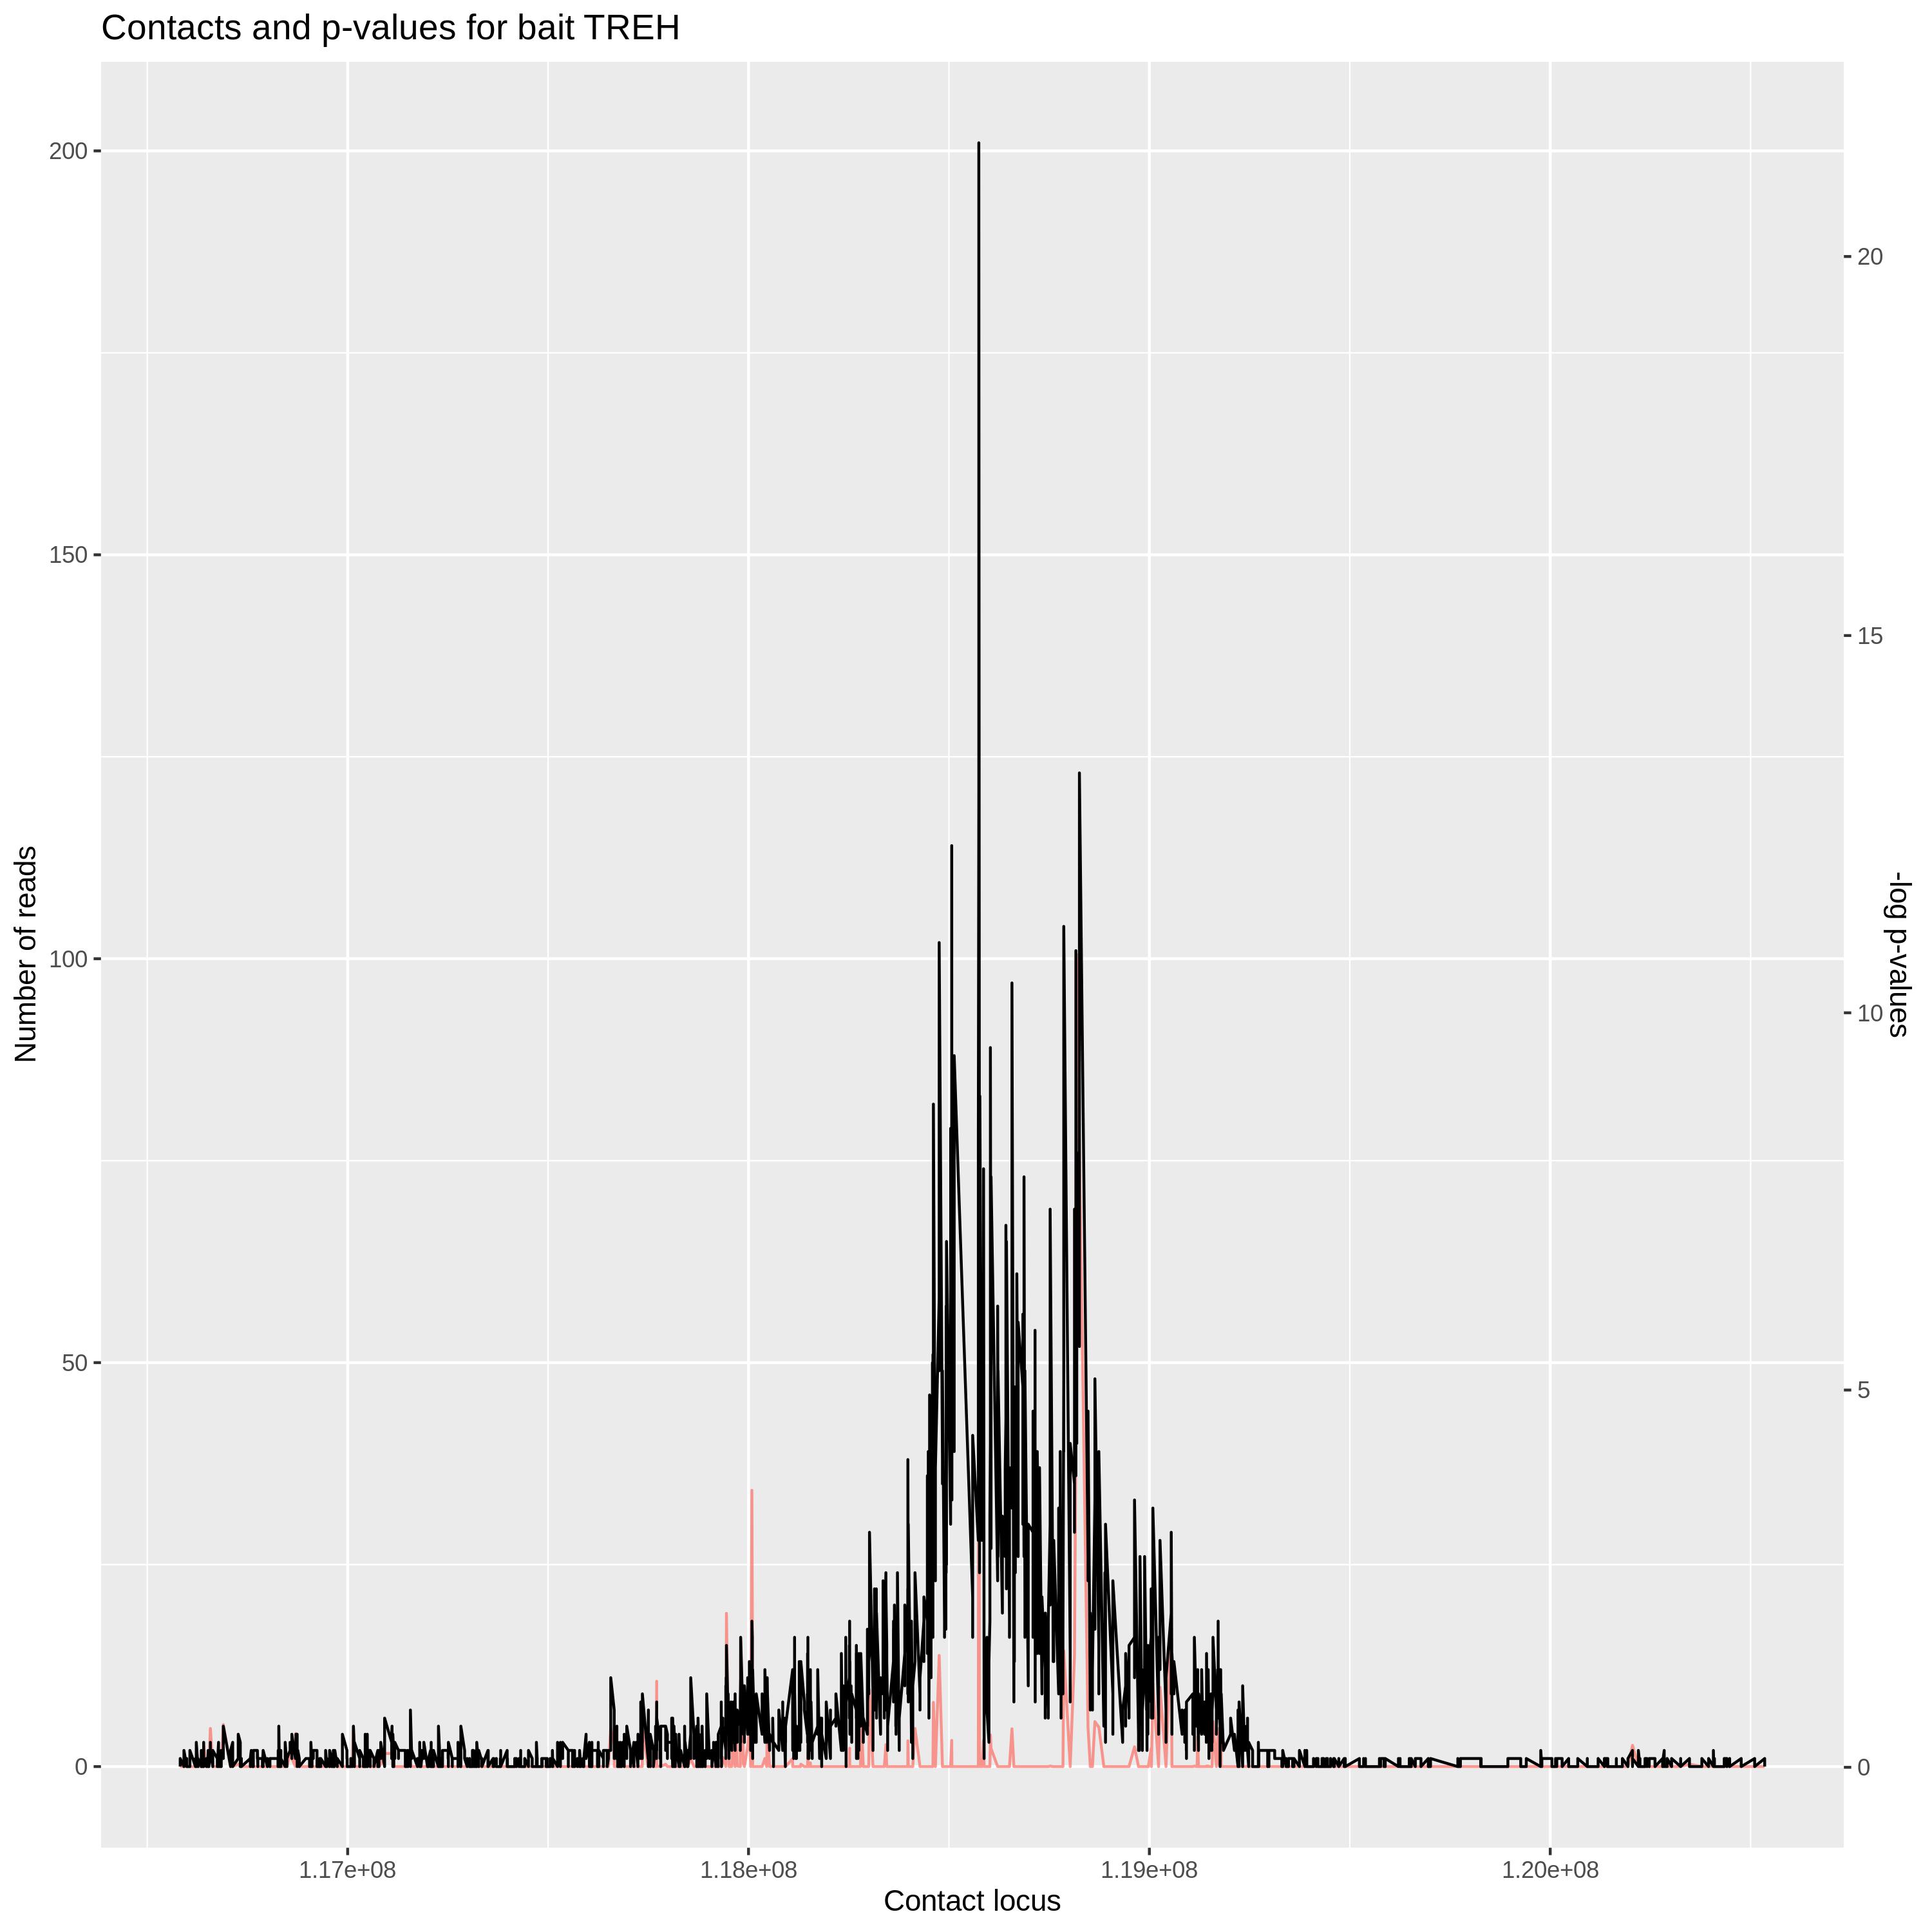 Contacts and p-values for bait TREH
200
150
100
50
0
Number of reads
20
15
10
5
0
-log p-values
1.17e+08
1.18e+08
1.19e+08
1.20e+08
Contact locus